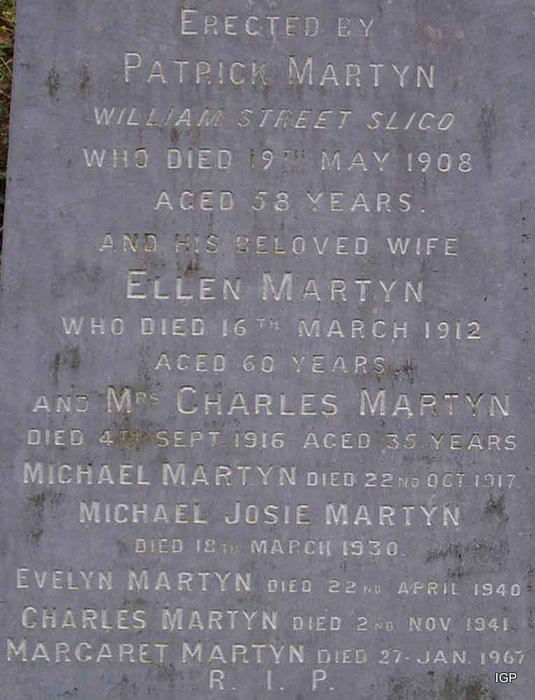 ERECTED BY
PATRICK MARTYN
WILLIAM STREET SLIGO
WHO DIED 19TH MAY 1908
AGED 58 YEARS.
AND HIS BELOVED WIFE
ELLEN MARTYN
WHO DIED 16TH MARCH 1912
AGED 60 YEARS
AND MRS CHARLES MARTYN
DIED 4TH SEPT. 1916 AGED 35 YEARS
MICHAEL MARTYN DIED 22ND OCT. 1917.
MICHAEL JOSIE MARTYN
DIED 18TH MARCH 1930.
EVELYN MARTYN DIED 22ND APRIL 1940
CHARLES MARTYN DIED 2ND NOV. 1941.
MARGARET MARTYN DIED 27-JAN. 1967
R. I. P.
IGP